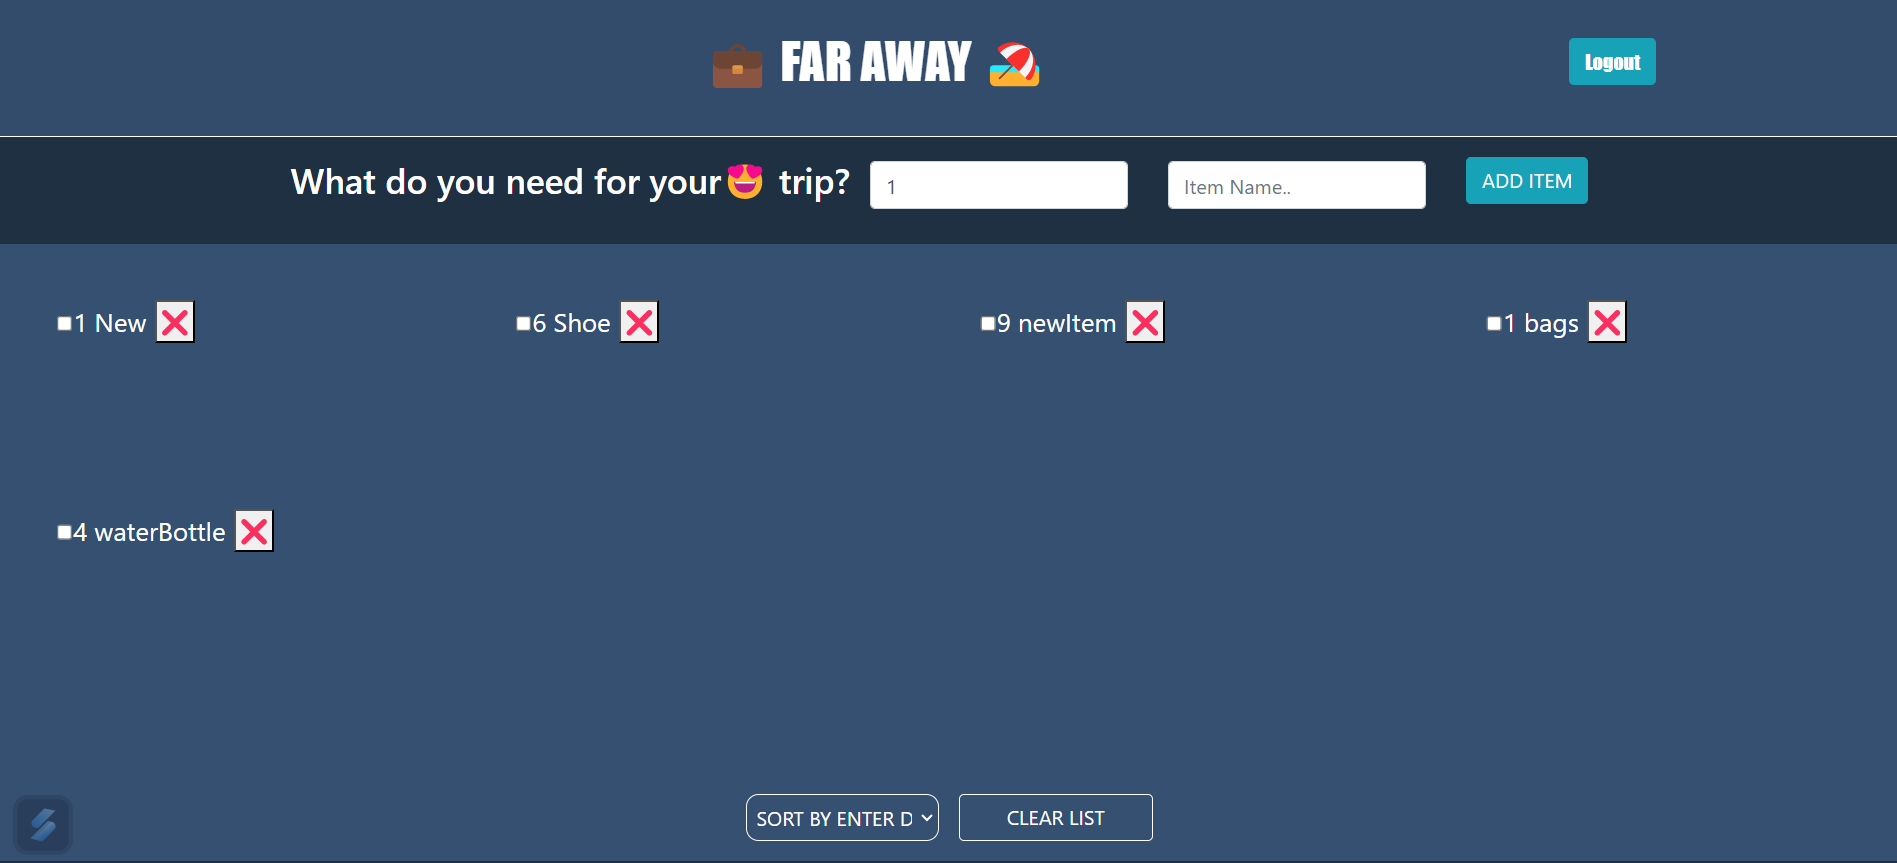 FAR AWAY
Logout
What do you need for your😍 trip?
1
Item Name..
ADD ITEM
1 New ❌
6 Shoe ❌
9 newItem ❌
1 bags ❌
4 waterBottle ❌
SORT BY ENTER D
CLEAR LIST